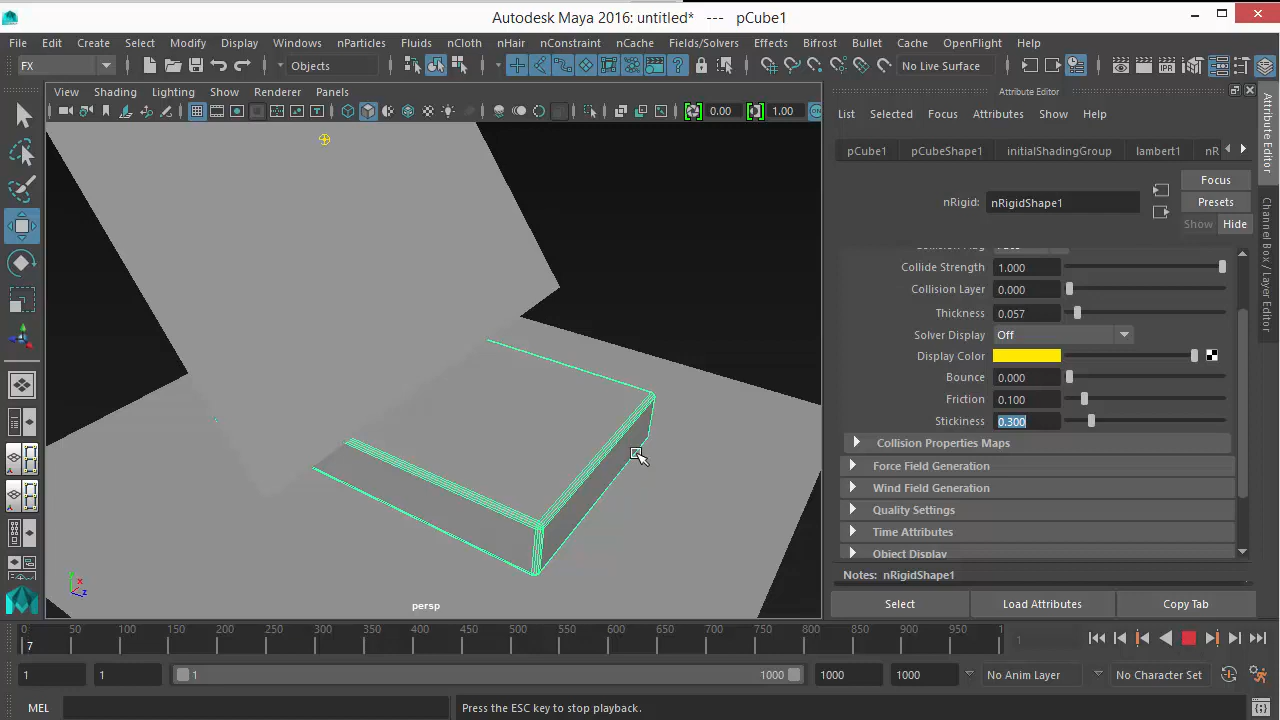 Autodesk Maya 2016: untitled* --- pCube1
File Edit Create Select Modify Display Windows nParticles Fluids nCloth nHair nConstraint nCache Fields/Solvers Effects Bifrost Bullet Cache OpenFlight Help
FX Objects No Live Surface
View Shading Lighting Show Renderer Panels
0.00 1.00
persp
Attribute Editor
List Selected Focus Attributes Show Help
pCube1 pCubeShape1 initialShadingGroup lambert1 nR
Focus
nRigid: nRigidShape1 Presets
Show Hide
Collide Strength 1.000
Collision Layer 0.000
Thickness 0.057
Solver Display Off
Display Color
Bounce 0.000
Friction 0.100
Stickiness 0.300
Collision Properties Maps
Force Field Generation
Wind Field Generation
Quality Settings
Time Attributes
Object Display
Notes: nRigidShape1
Select Load Attributes Copy Tab
Attribute Editor
Channel Box / Layer Editor
0 50 100 150 200 250 300 350 400 450 500 550 600 650 700 750 800 850 900 950 1
7 1
1 1 1 1000 1000 1000 No Anim Layer No Character Set
MEL Press the ESC key to stop playback.